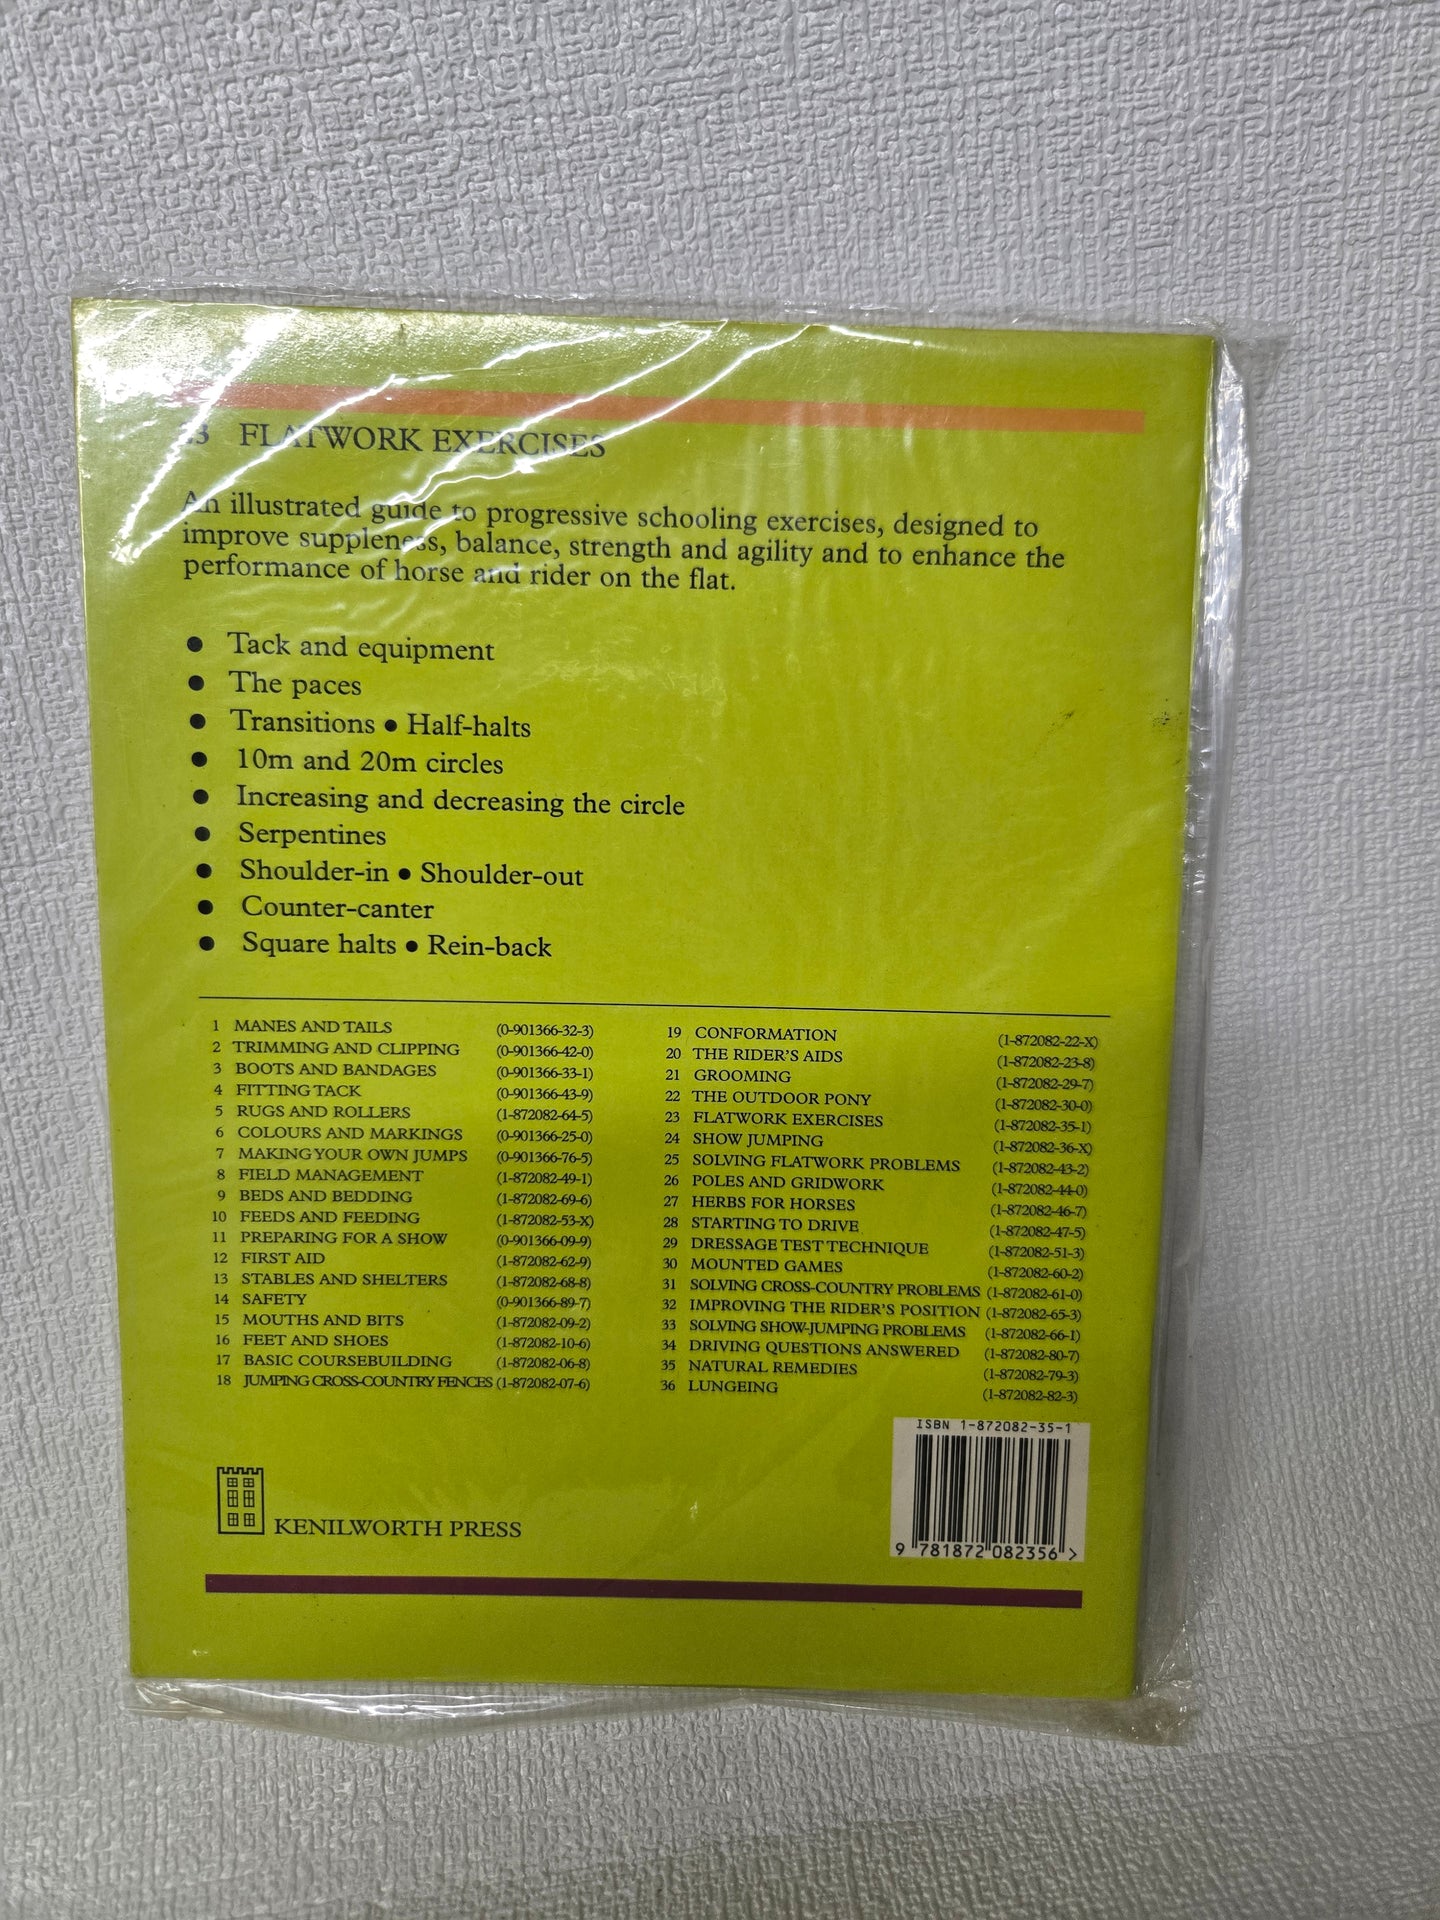 23 FLATWORK EXERCISES
An illustrated guide to progressive schooling exercises, designed to
improve suppleness, balance, strength and agility and to enhance the
performance of horse and rider on the flat.
● Tack and equipment
● The paces
● Transitions ● Half-halts
● 10m and 20m circles
● Increasing and decreasing the circle
● Serpentines
● Shoulder-in ● Shoulder-out
● Counter-canter
● Square halts ● Rein-back
1 MANES AND TAILS (0-901366-32-3)
2 TRIMMING AND CLIPPING (0-901366-42-0)
3 BOOTS AND BANDAGES (0-901366-33-1)
4 FITTING TACK (0-901366-43-9)
5 RUGS AND ROLLERS (1-872082-64-5)
6 COLOURS AND MARKINGS (0-901366-25-0)
7 MAKING YOUR OWN JUMPS (0-901366-76-5)
8 FIELD MANAGEMENT (1-872082-49-1)
9 BEDS AND BEDDING (1-872082-69-6)
10 FEEDS AND FEEDING (1-872082-53-X)
11 PREPARING FOR A SHOW (0-901366-09-9)
12 FIRST AID (1-872082-62-9)
13 STABLES AND SHELTERS (1-872082-68-8)
14 SAFETY (0-901366-89-7)
15 MOUTHS AND BITS (1-872082-09-2)
16 FEET AND SHOES (1-872082-10-6)
17 BASIC COURSEBUILDING (1-872082-06-8)
18 JUMPING CROSS-COUNTRY FENCES (1-872082-07-6)
19 CONFORMATION (1-872082-22-X)
20 THE RIDER'S AIDS (1-872082-23-8)
21 GROOMING (1-872082-29-7)
22 THE OUTDOOR PONY (1-872082-30-0)
23 FLATWORK EXERCISES (1-872082-35-1)
24 SHOW JUMPING (1-872082-36-X)
25 SOLVING FLATWORK PROBLEMS (1-872082-43-2)
26 POLES AND GRIDWORK (1-872082-44-0)
27 HERBS FOR HORSES (1-872082-46-7)
28 STARTING TO DRIVE (1-872082-47-5)
29 DRESSAGE TEST TECHNIQUE (1-872082-51-3)
30 MOUNTED GAMES (1-872082-60-2)
31 SOLVING CROSS-COUNTRY PROBLEMS (1-872082-61-0)
32 IMPROVING THE RIDER'S POSITION (1-872082-65-3)
33 SOLVING SHOW-JUMPING PROBLEMS (1-872082-66-1)
34 DRIVING QUESTIONS ANSWERED (1-872082-80-7)
35 NATURAL REMEDIES (1-872082-79-3)
36 LUNGEING (1-872082-82-3)
ISBN 1-872082-35-1
9 781872 082356 >
KENILWORTH PRESS